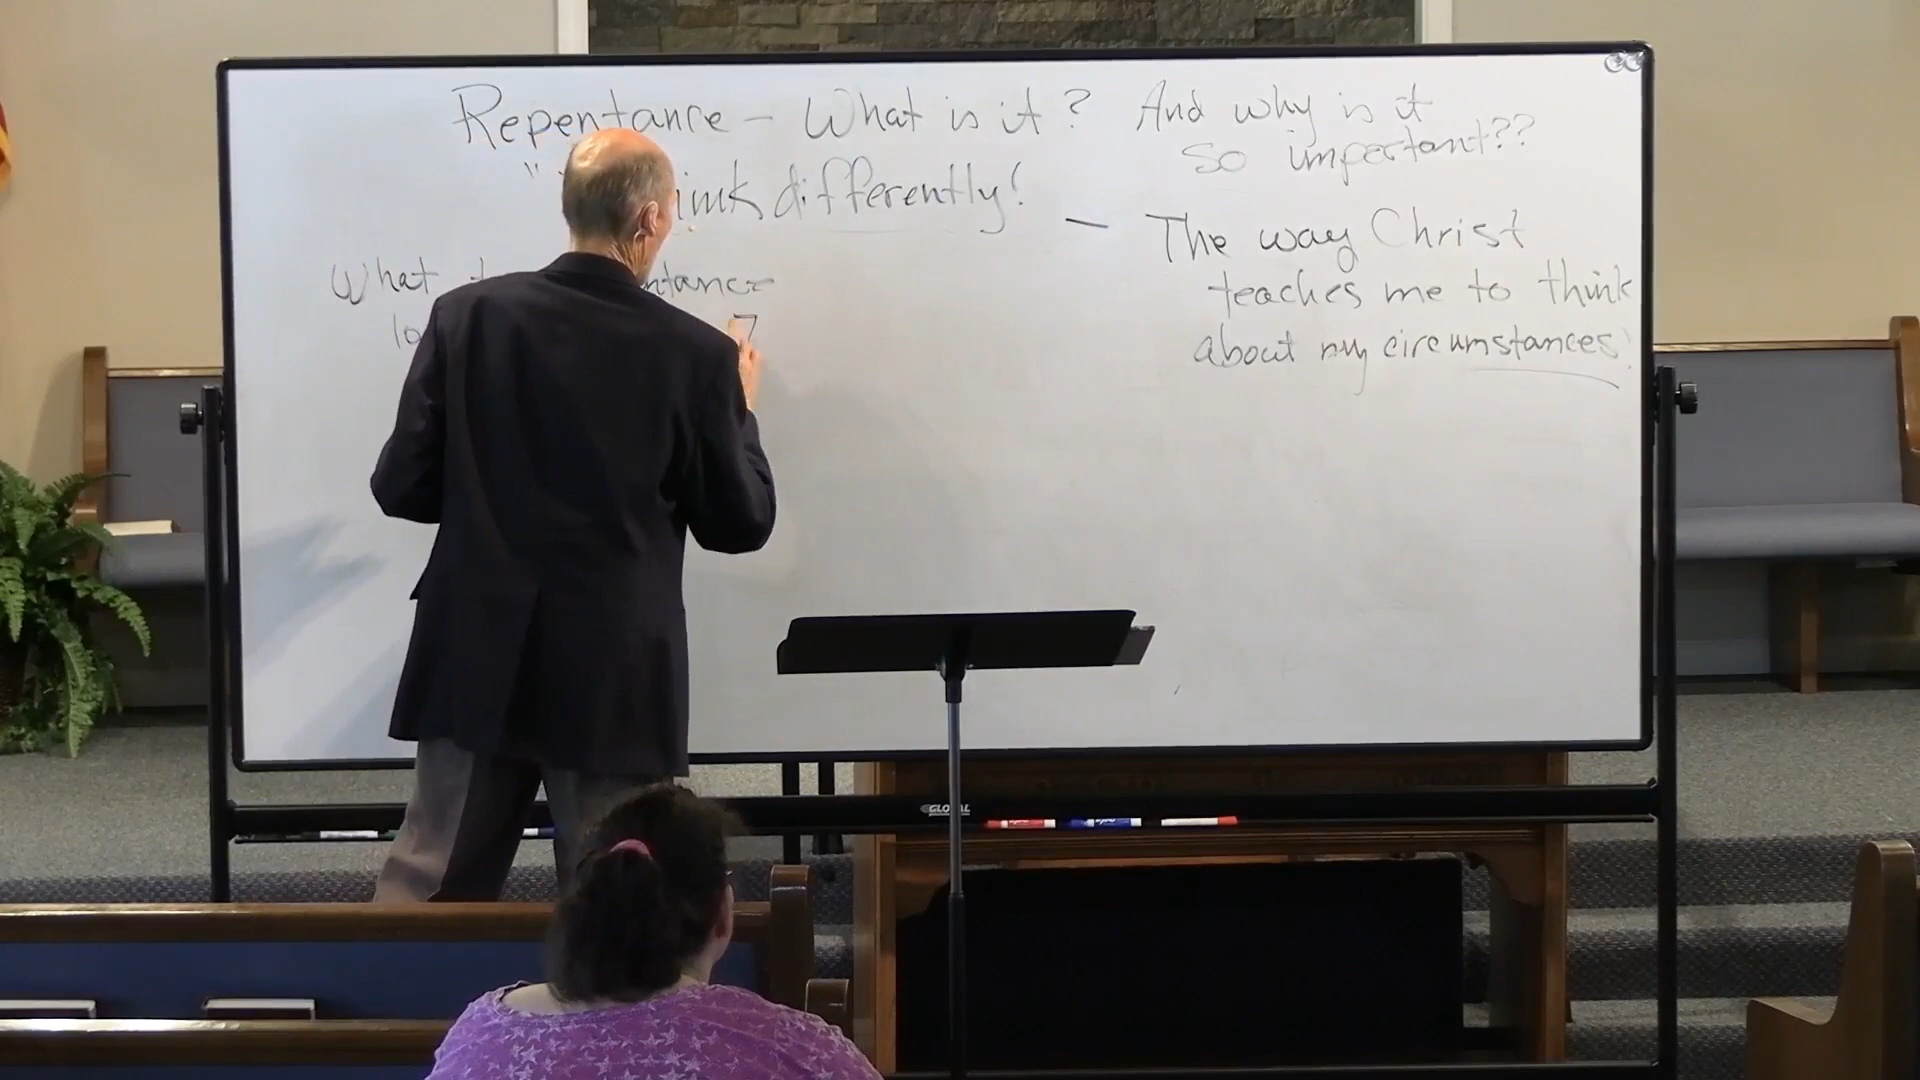 Repentance - What is it? And why is it
so important??
differently!
- The way Christ
teaches me to think
about my circumstances!
What
GLOBAL